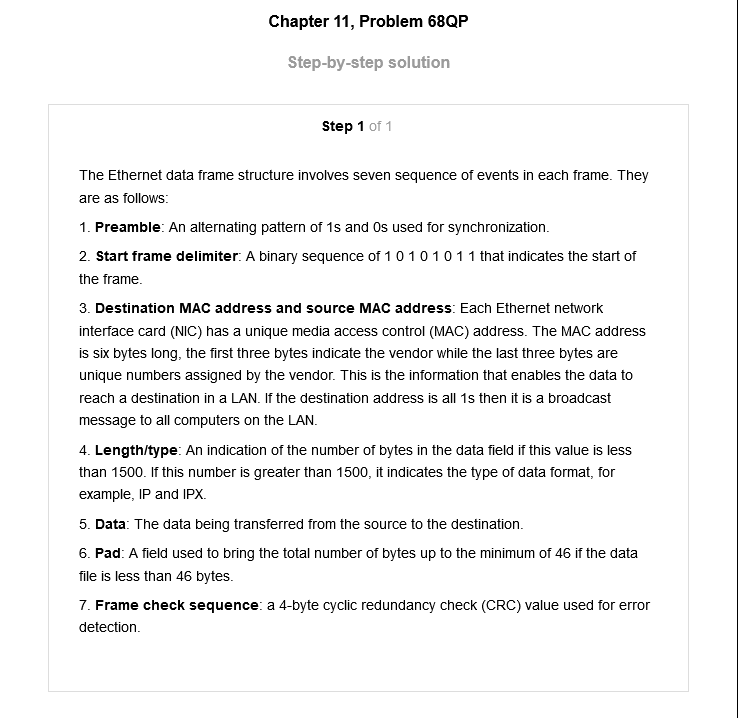 Chapter 11, Problem 68QP
Step-by-step solution
Step 1 of 1
The Ethernet data frame structure involves seven sequence of events in each frame. They
are as follows:
1. Preamble: An alternating pattern of 1s and 0s used for synchronization.
2. Start frame delimiter: A binary sequence of 1 0 1 0 1 0 1 1 that indicates the start of
the frame.
3. Destination MAC address and source MAC address: Each Ethernet network
interface card (NIC) has a unique media access control (MAC) address. The MAC address
is six bytes long, the first three bytes indicate the vendor while the last three bytes are
unique numbers assigned by the vendor. This is the information that enables the data to
reach a destination in a LAN. If the destination address is all 1s then it is a broadcast
message to all computers on the LAN.
4. Length/type: An indication of the number of bytes in the data field if this value is less
than 1500. If this number is greater than 1500, it indicates the type of data format, for
example, IP and IPX.
5. Data: The data being transferred from the source to the destination.
6. Pad: A field used to bring the total number of bytes up to the minimum of 46 if the data
file is less than 46 bytes.
7. Frame check sequence: a 4-byte cyclic redundancy check (CRC) value used for error
detection.